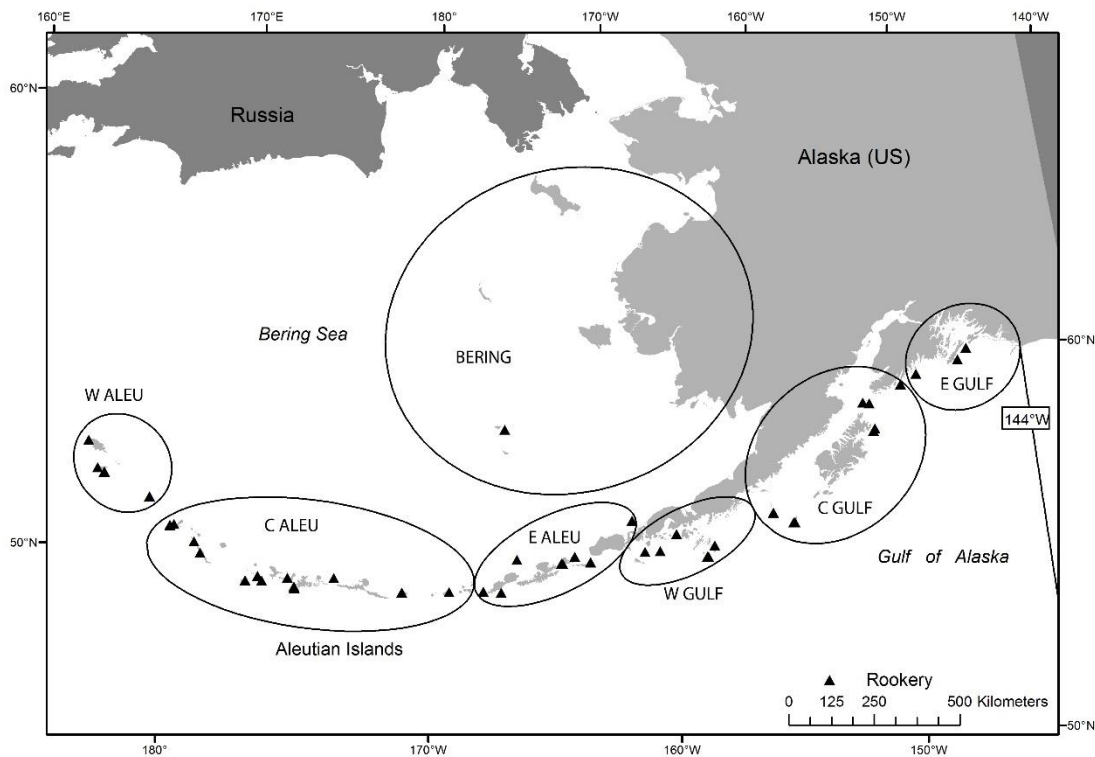 160°E 170°E 180° 170°W 160°W 150°W 140°W
60°N
Russia
Alaska (US)
Bering Sea
60°N
BERING
W ALEU
E GULF
144°W
C ALEU
C GULF
E ALEU
50°N
Gulf of Alaska
W GULF
Aleutian Islands
Rookery
0 125 250 500 Kilometers
50°N
180° 170°W 160°W 150°W